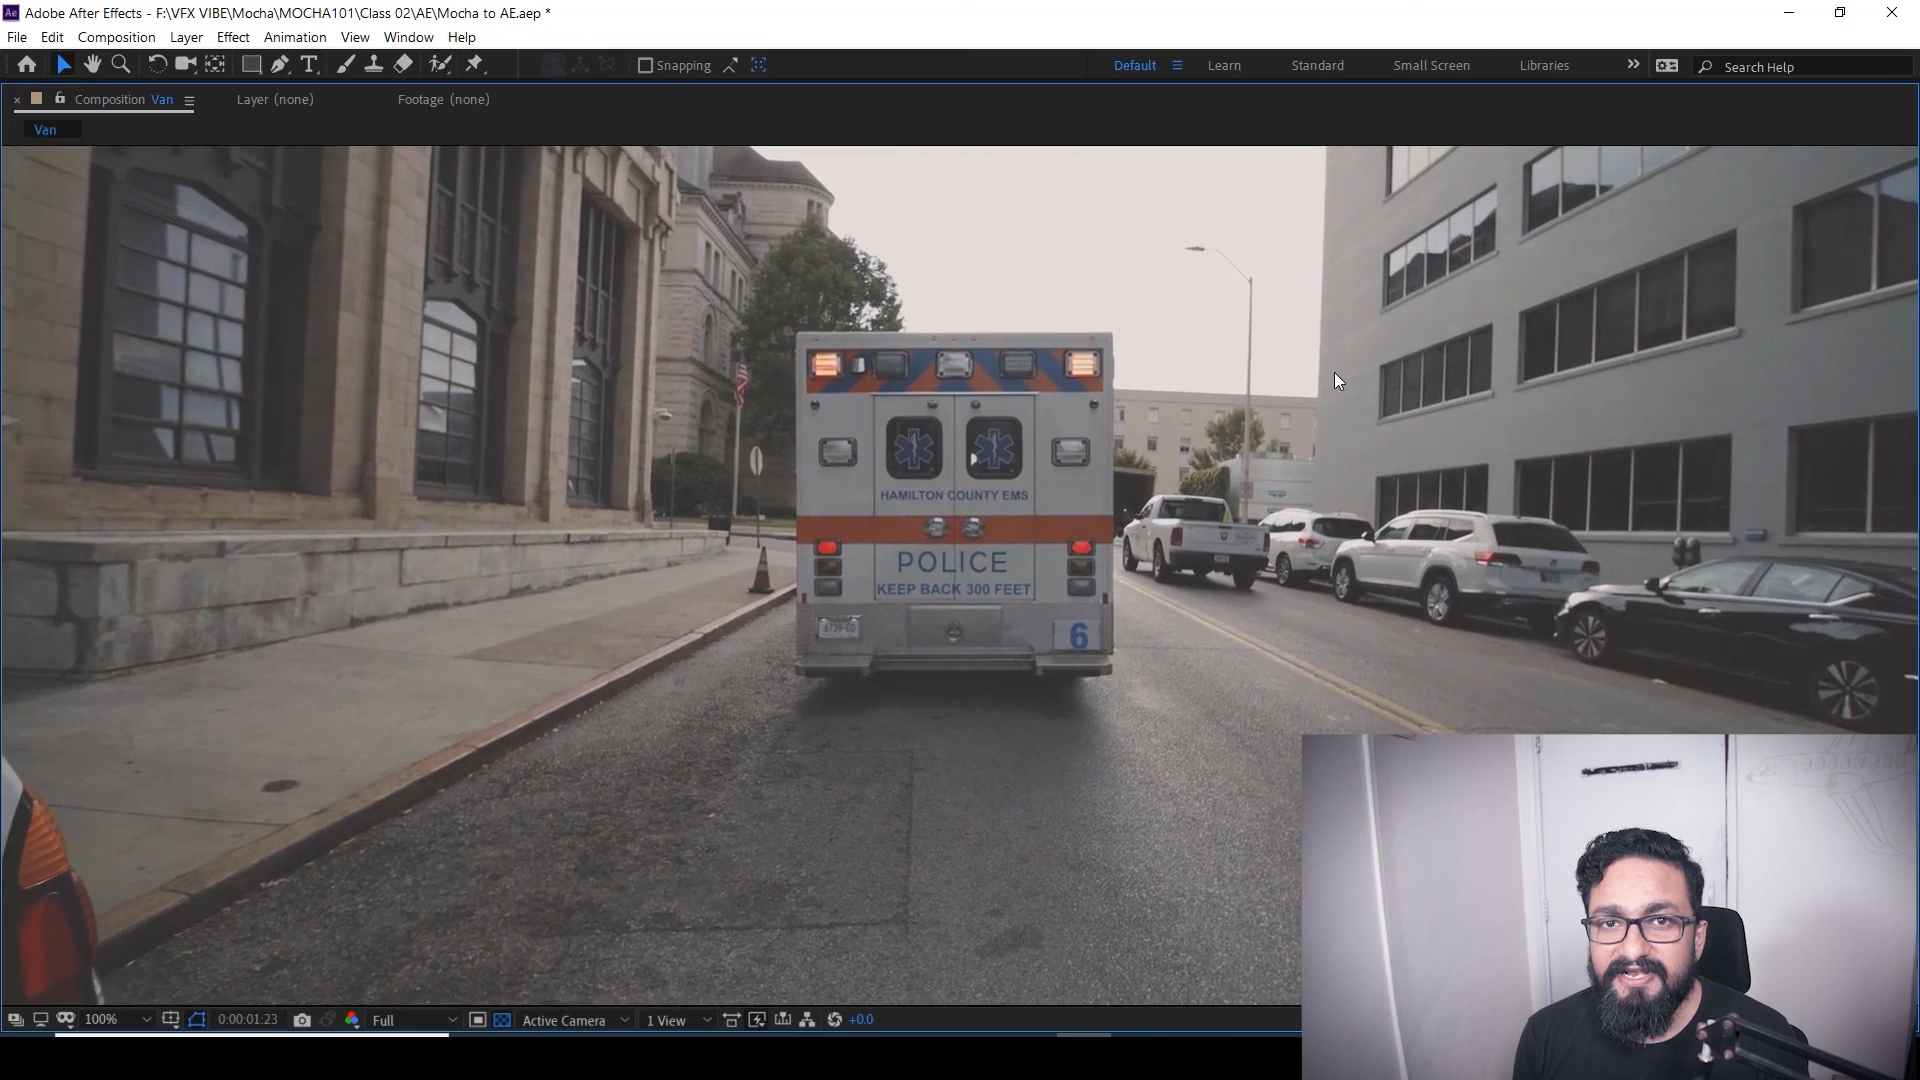 Ae Adobe After Effects - F:\VFX VIBE\Mocha\MOCHA101\Class 02\AE\Mocha to AE.aep *
File Edit Composition Layer Effect Animation View Window Help
Snapping Default Learn Standard Small Screen Libraries Search Help
Composition Van Layer (none) Footage (none)
Van
HAMILTON COUNTY EMS
POLICE
KEEP BACK 300 FEET
6
100% 0:00:01:23 Full Active Camera 1 View +0.0